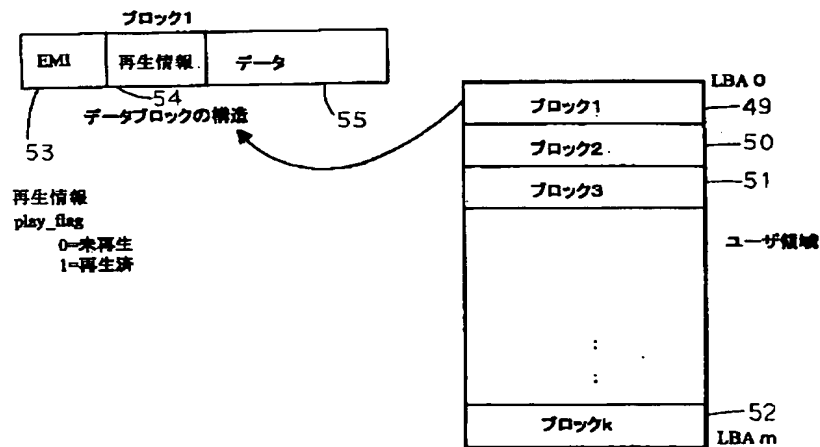 ブロック1
EMI 再生情報 データ
53 54 55
データブロックの構造
再生情報
play_flag
0=未再生
1=再生済
LBA 0
ブロック1 49
ブロック2 50
ブロック3 51
ユーザ領域
:
:
ブロックk 52
LBA m